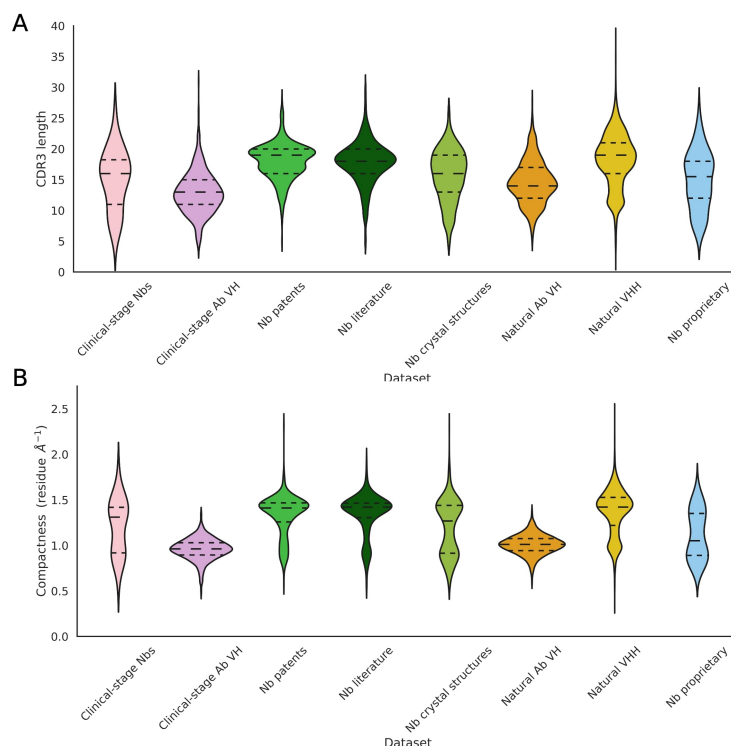 A
40
35
30
25
20
15
10
5
0
CDR3 length
Clinical-stage Nbs
Clinical-stage Ab VH
Nb patents
Nb literature
Nb crystal structures
Natural Ab VH
Natural VHH
Nb proprietary
Dataset
B
2.5
2.0
1.5
1.0
0.5
0.0
Compactness (residue Å⁻¹)
Clinical-stage Nbs
Clinical-stage Ab VH
Nb patents
Nb literature
Nb crystal structures
Natural Ab VH
Natural VHH
Nb proprietary
Dataset